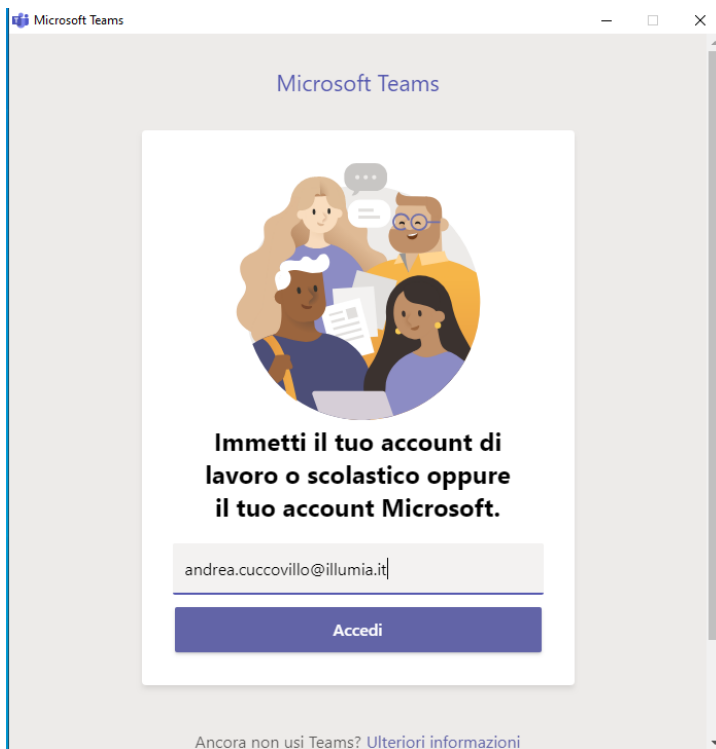 Microsoft Teams
Microsoft Teams
Immetti il tuo account di
lavoro o scolastico oppure
il tuo account Microsoft.
andrea.cuccovillo@illumia.it
Accedi
Ancora non usi Teams? Ulteriori informazioni